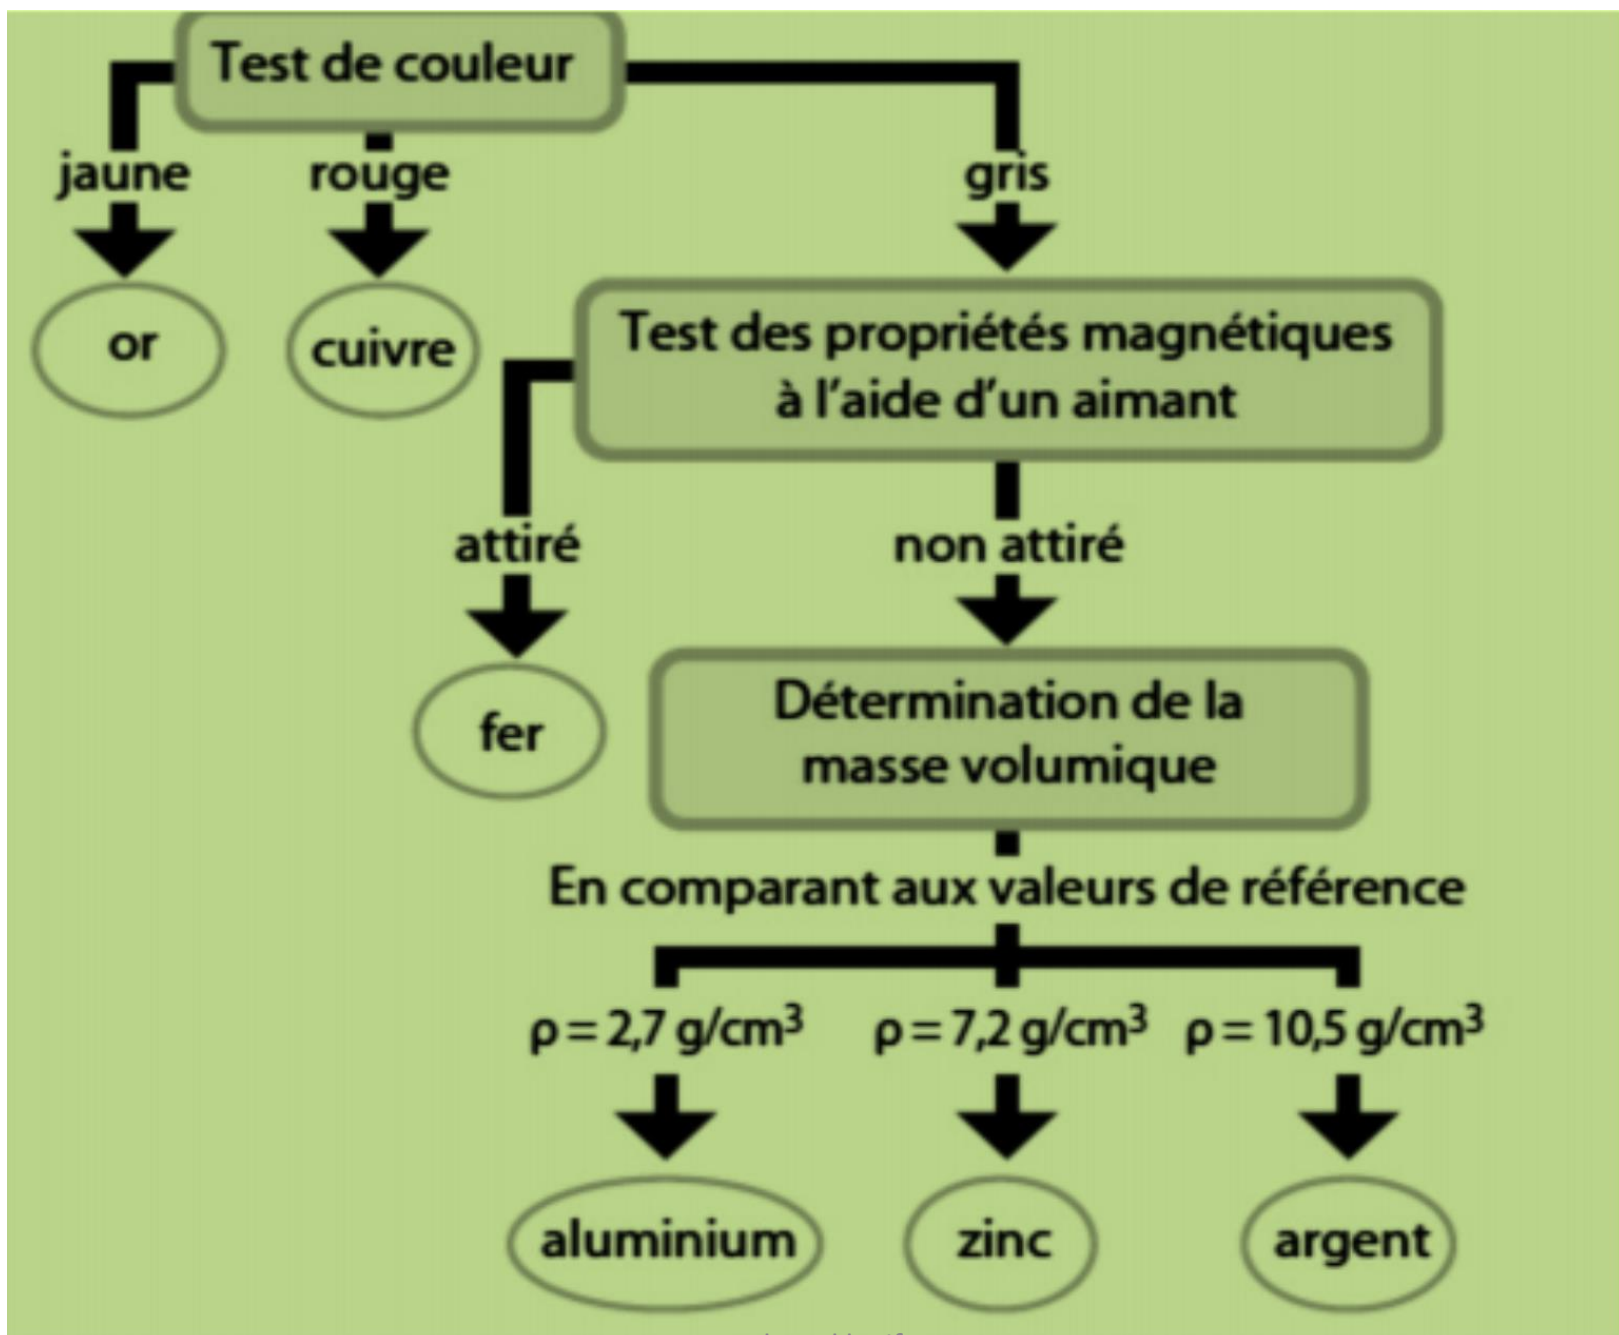 Test de couleur
jaune
rouge
gris
or
cuivre
Test des propriétés magnétiques
à l'aide d'un aimant
attiré
non attiré
fer
Détermination de la
masse volumique
En comparant aux valeurs de référence
ρ = 2,7 g/cm³
ρ = 7,2 g/cm³
ρ = 10,5 g/cm³
aluminium
zinc
argent